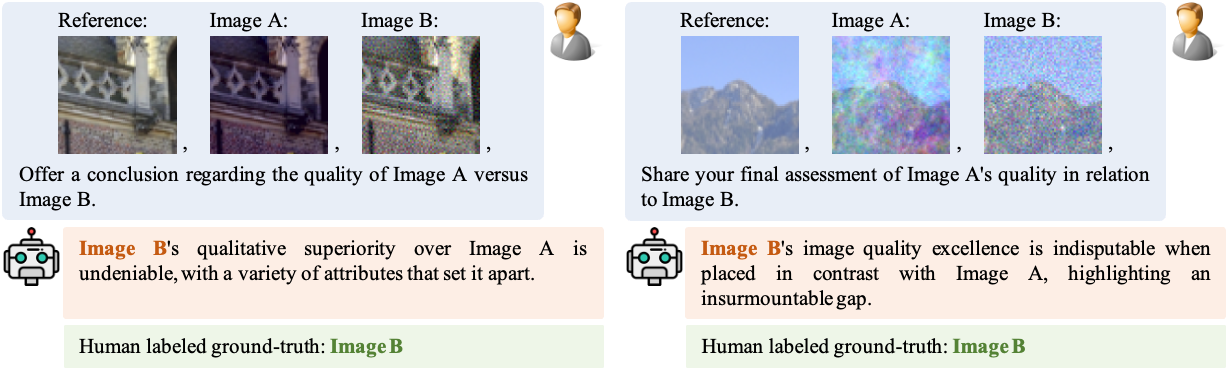 Reference: Image A: Image B:
, , ,
Offer a conclusion regarding the quality of Image A versus
Image B.
Image B's qualitative superiority over Image A is
undeniable, with a variety of attributes that set it apart.
Human labeled ground-truth: Image B
Reference: Image A: Image B:
, , ,
Share your final assessment of Image A's quality in relation
to Image B.
Image B's image quality excellence is indisputable when
placed in contrast with Image A, highlighting an
insurmountable gap.
Human labeled ground-truth: Image B